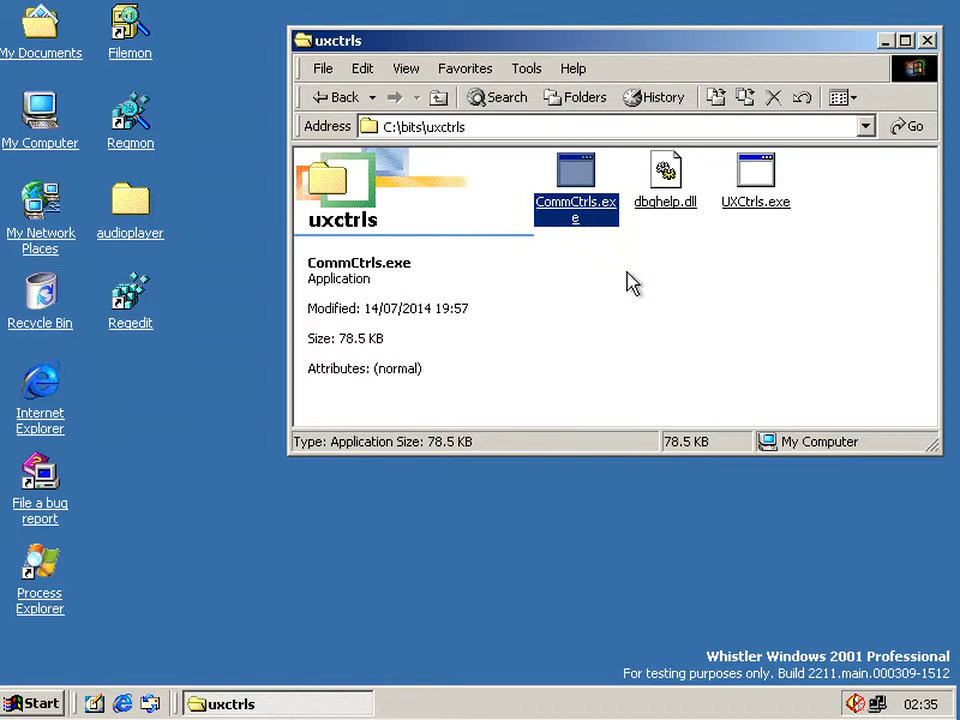 My Documents
Filemon
My Computer
Regmon
My Network
Places
audioplayer
Recycle Bin
Regedit
Internet
Explorer
File a bug
report
Process
Explorer
uxctrls
File Edit View Favorites Tools Help
Back Search Folders History
Address C:\bits\uxctrls Go
uxctrls
CommCtrls.exe
Application
Modified: 14/07/2014 19:57
Size: 78.5 KB
Attributes: (normal)
CommCtrls.ex
e
dbghelp.dll
UXCtrls.exe
Type: Application Size: 78.5 KB 78.5 KB My Computer
Whistler Windows 2001 Professional
For testing purposes only. Build 2211.main.000309-1512
Start uxctrls 02:35